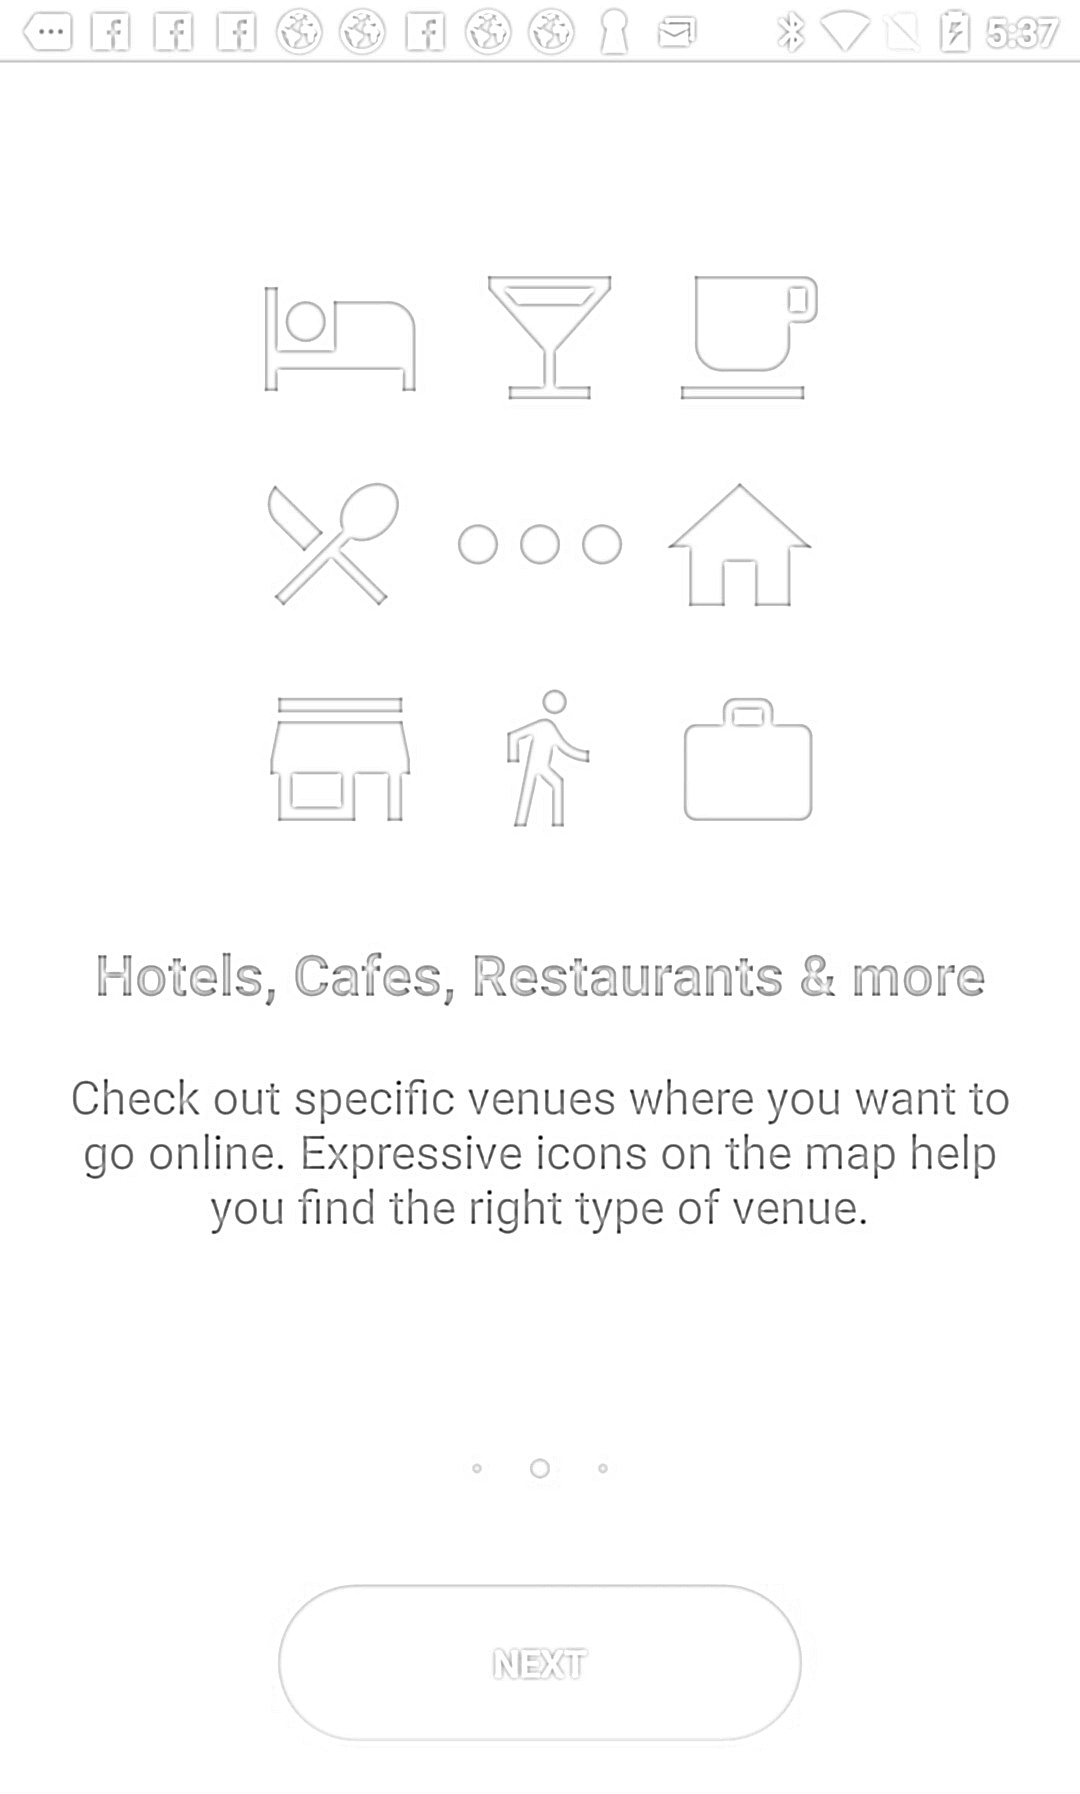 5:37
Hotels, Cafes, Restaurants & more
Check out specific venues where you want to
go online. Expressive icons on the map help
you find the right type of venue.
NEXT